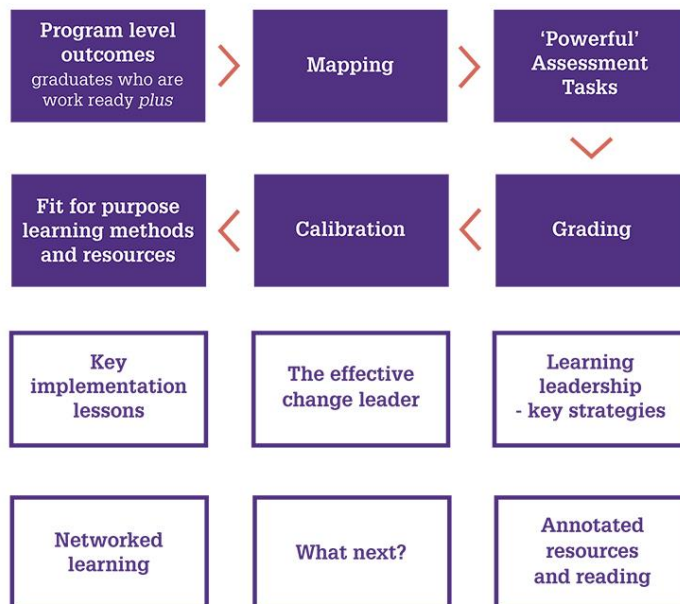 Program level
outcomes
graduates who are
work ready plus
Mapping
‘Powerful’
Assessment
Tasks
Fit for purpose
learning methods
and resources
Calibration
Grading
Key
implementation
lessons
The effective
change leader
Learning
leadership
- key strategies
Networked
learning
What next?
Annotated
resources
and reading